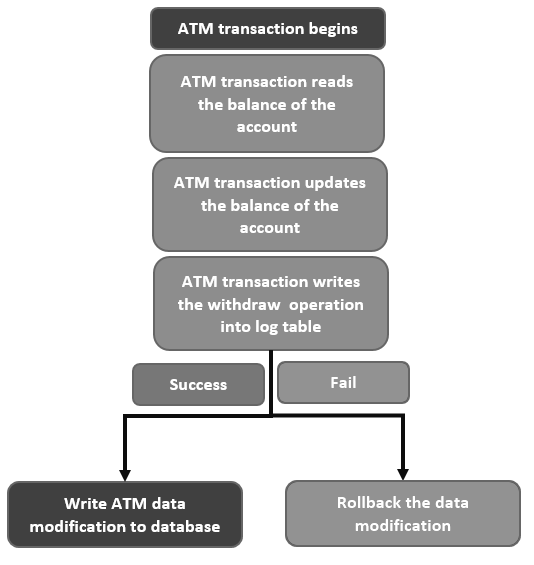 ATM transaction begins
ATM transaction reads
the balance of the
account
ATM transaction updates
the balance of the
account
ATM transaction writes
the withdraw operation
into log table
Success
Fail
Write ATM data
modification to database
Rollback the data
modification